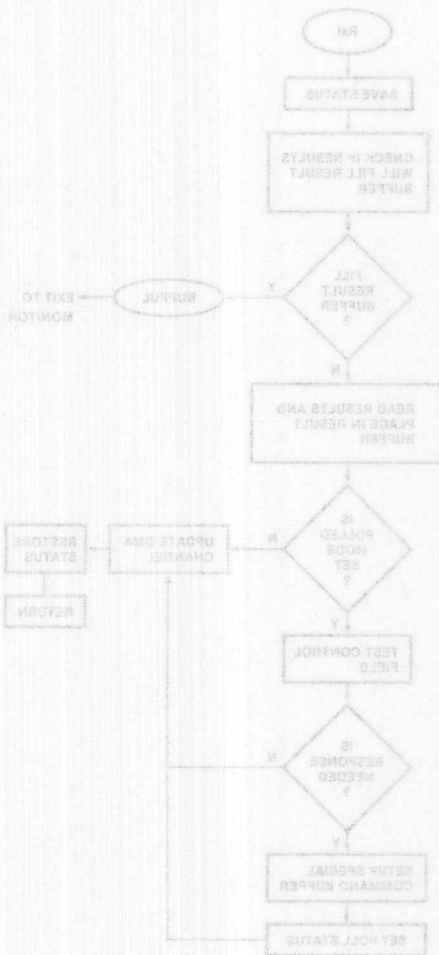 RxI
SAVE STATUS
CHECK IF RESULTS
WILL FILL RESULT
BUFFER
FILL
RESULT
BUFFER
?
Y
BUFFUL
EXIT TO
MONITOR
N
READ RESULTS AND
PLACE IN RESULT
BUFFER
IS
POLLED
MODE
SET
?
N
UPDATE DMA
CHANNEL
RESTORE
STATUS
RETURN
Y
TEST CONTROL
FIELD
IS
RESPONSE
NEEDED
?
N
Y
SETUP SPECIAL
COMMAND BUFFER
SET POLL STATUS